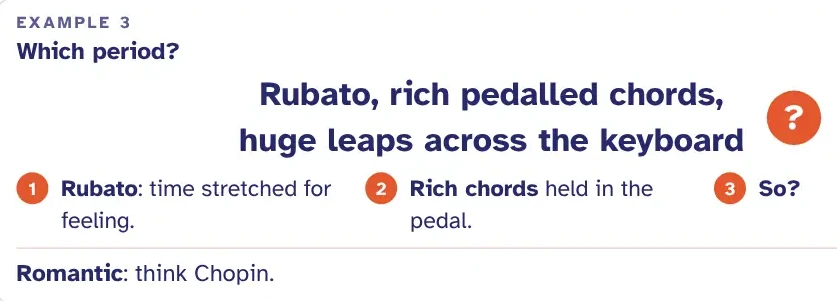 EXAMPLE 3
Which period?
Rubato, rich pedalled chords,
huge leaps across the keyboard
?
1 Rubato: time stretched for
feeling.
2 Rich chords held in the
pedal.
3 So?
Romantic: think Chopin.